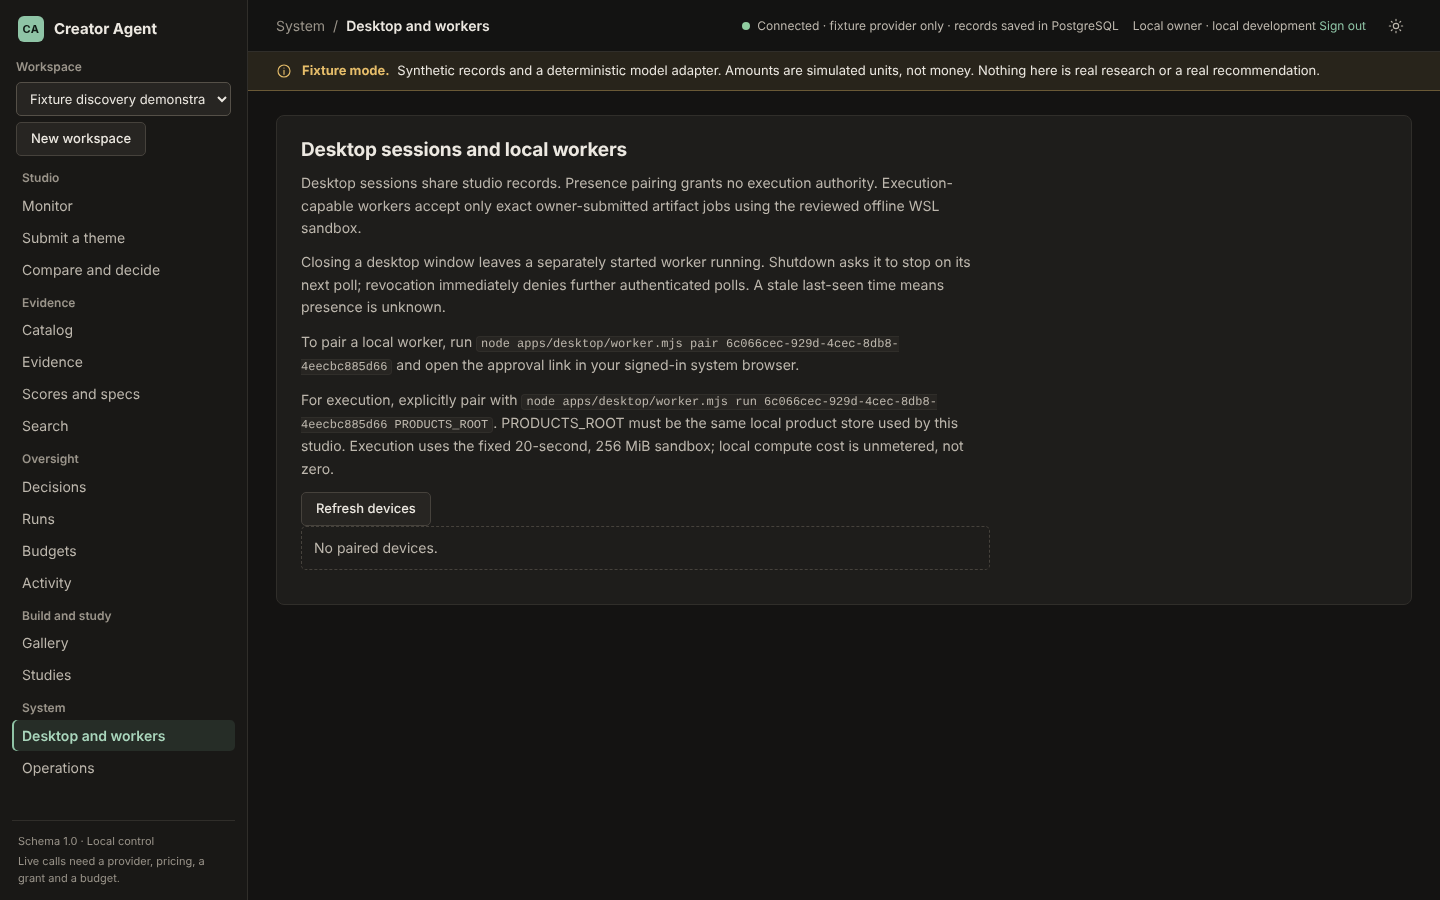 CA
Creator Agent
Workspace
Fixture discovery demonstra
New workspace
Studio
Monitor
Submit a theme
Compare and decide
Evidence
Catalog
Evidence
Scores and specs
Search
Oversight
Decisions
Runs
Budgets
Activity
Build and study
Gallery
Studies
System
Desktop and workers
Operations
Schema 1.0 · Local control
Live calls need a provider, pricing, a
grant and a budget.
System / Desktop and workers
Connected · fixture provider only · records saved in PostgreSQL
Local owner · local development Sign out
Fixture mode. Synthetic records and a deterministic model adapter. Amounts are simulated units, not money. Nothing here is real research or a real recommendation.
Desktop sessions and local workers
Desktop sessions share studio records. Presence pairing grants no execution authority. Execution-
capable workers accept only exact owner-submitted artifact jobs using the reviewed offline WSL
sandbox.
Closing a desktop window leaves a separately started worker running. Shutdown asks it to stop on its
next poll; revocation immediately denies further authenticated polls. A stale last-seen time means
presence is unknown.
To pair a local worker, run node apps/desktop/worker.mjs pair 6c066cec-929d-4cec-8db8-
4eecbc885d66 and open the approval link in your signed-in system browser.
For execution, explicitly pair with node apps/desktop/worker.mjs run 6c066cec-929d-4cec-8db8-
4eecbc885d66 PRODUCTS_ROOT. PRODUCTS_ROOT must be the same local product store used by this
studio. Execution uses the fixed 20-second, 256 MiB sandbox; local compute cost is unmetered, not
zero.
Refresh devices
No paired devices.